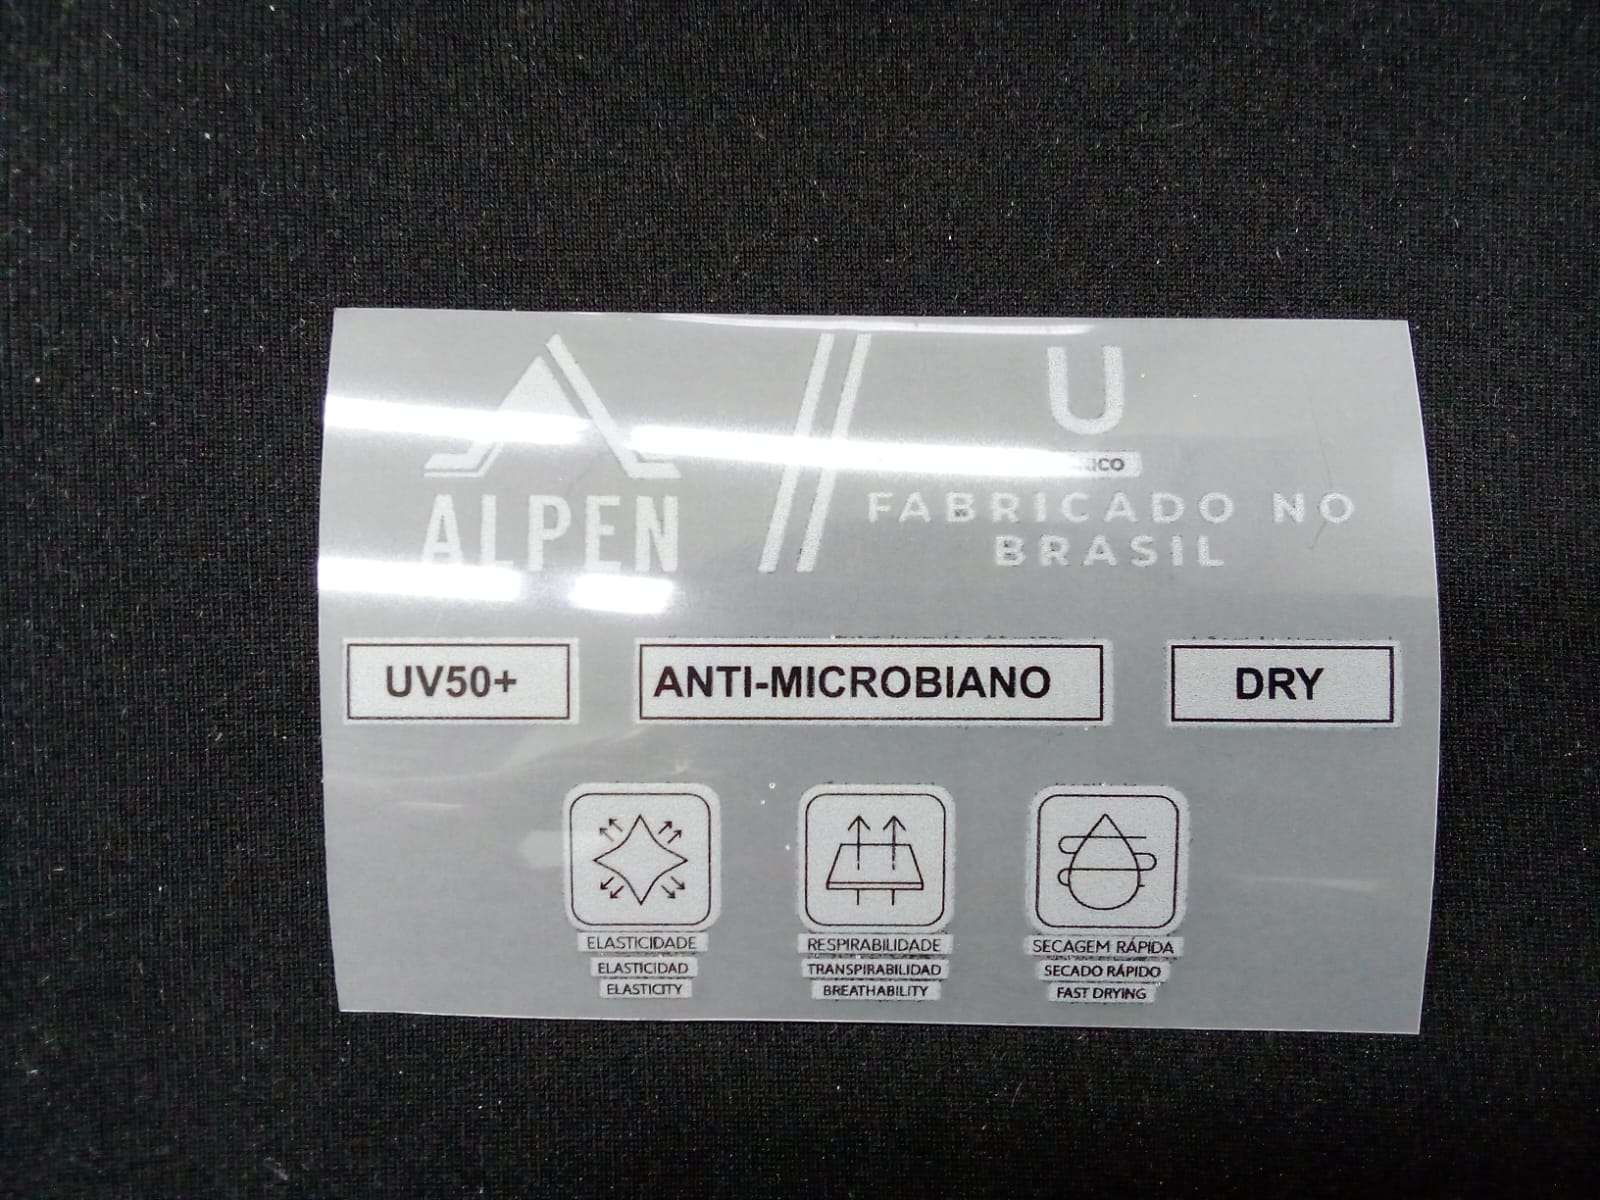 ALPEN
U
FABRICADO NO
BRASIL
UV50+
ANTI-MICROBIANO
DRY
ELASTICIDADE
ELASTICIDAD
ELASTICITY
RESPIRABILIDADE
TRANSPIRABILIDAD
BREATHABILITY
SECAGEM RÁPIDA
SECADO RÁPIDO
FAST DRYING